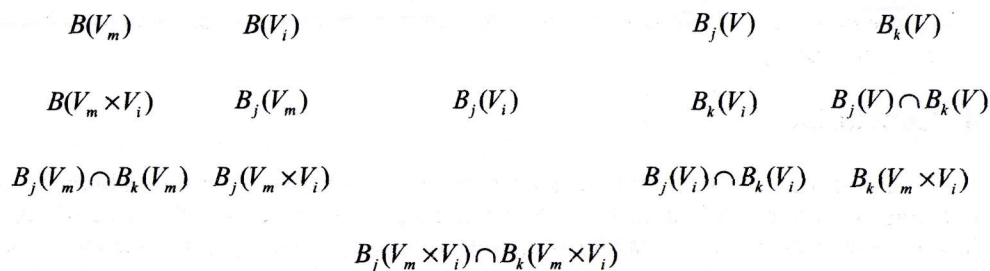 B(V_m) B(V_i) B_j(V) B_k(V)
B(V_m × V_i) B_j(V_m) B_j(V_i) B_k(V_i) B_j(V) ∩ B_k(V)
B_j(V_m) ∩ B_k(V_m) B_j(V_m × V_i) B_j(V_i) ∩ B_k(V_i) B_k(V_m × V_i)
B_j(V_m × V_i) ∩ B_k(V_m × V_i)